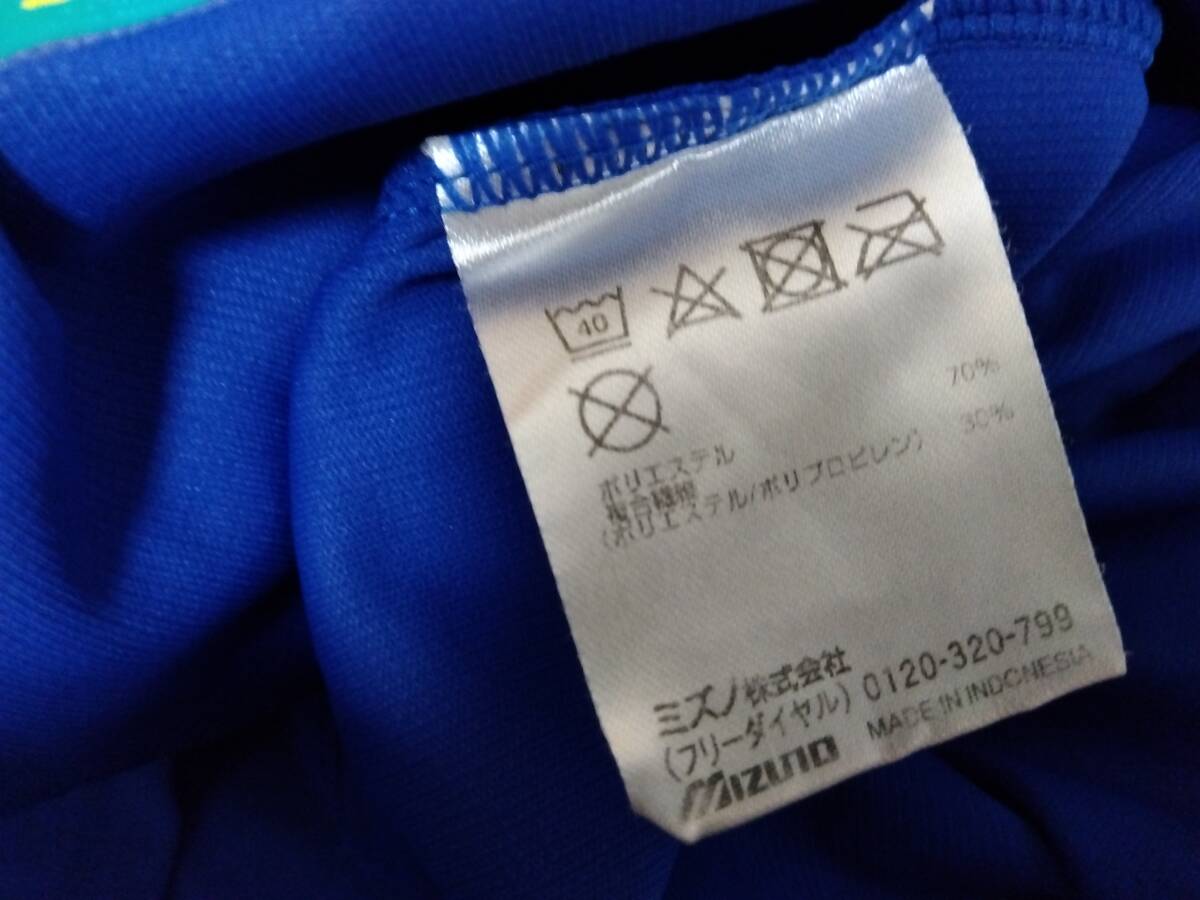 40
ポリエステル 70%
複合繊維 30%
(ポリエステル/ポリプロピレン)
ミズノ株式会社
(フリーダイヤル) 0120-320-799
MIZUNO MADE IN INDONESIA